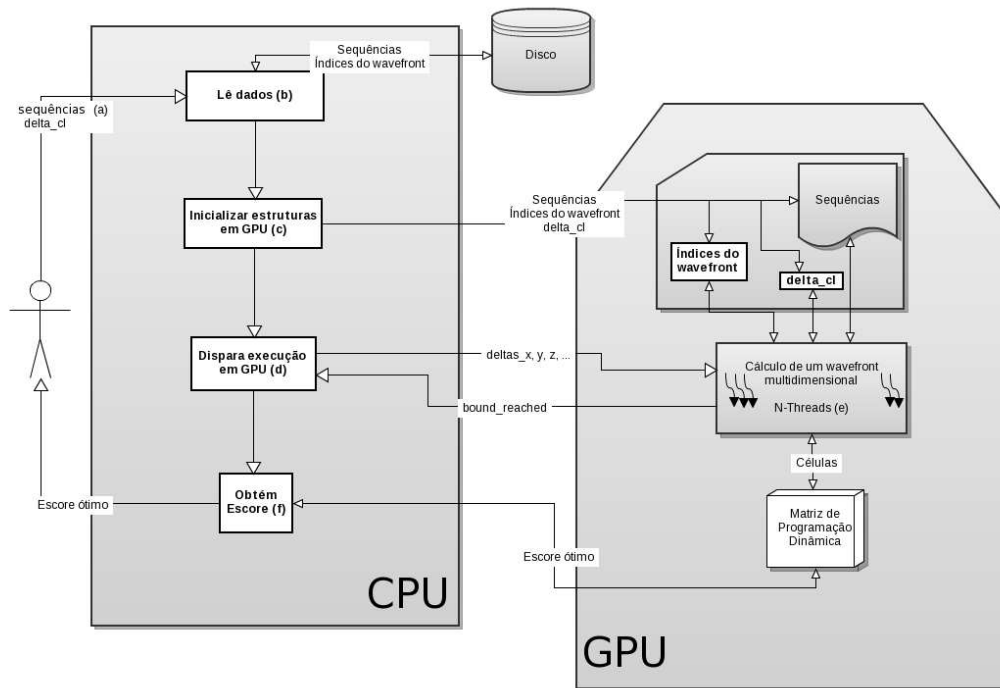 Sequências
Índices do wavefront
Disco
Lê dados (b)
sequências (a)
delta_cl
Inicializar estruturas
em GPU (c)
Sequências
Índices do wavefront
delta_cl
Sequências
Índices do
wavefront
delta_cl
Dispara execução
em GPU (d)
deltas_x, y, z, ...
bound_reached
Cálculo de um wavefront
multidimensional
N-Threads (e)
Células
Obtém
Escore (f)
Escore ótimo
Matriz de
Programação
Dinâmica
Escore ótimo
CPU
GPU